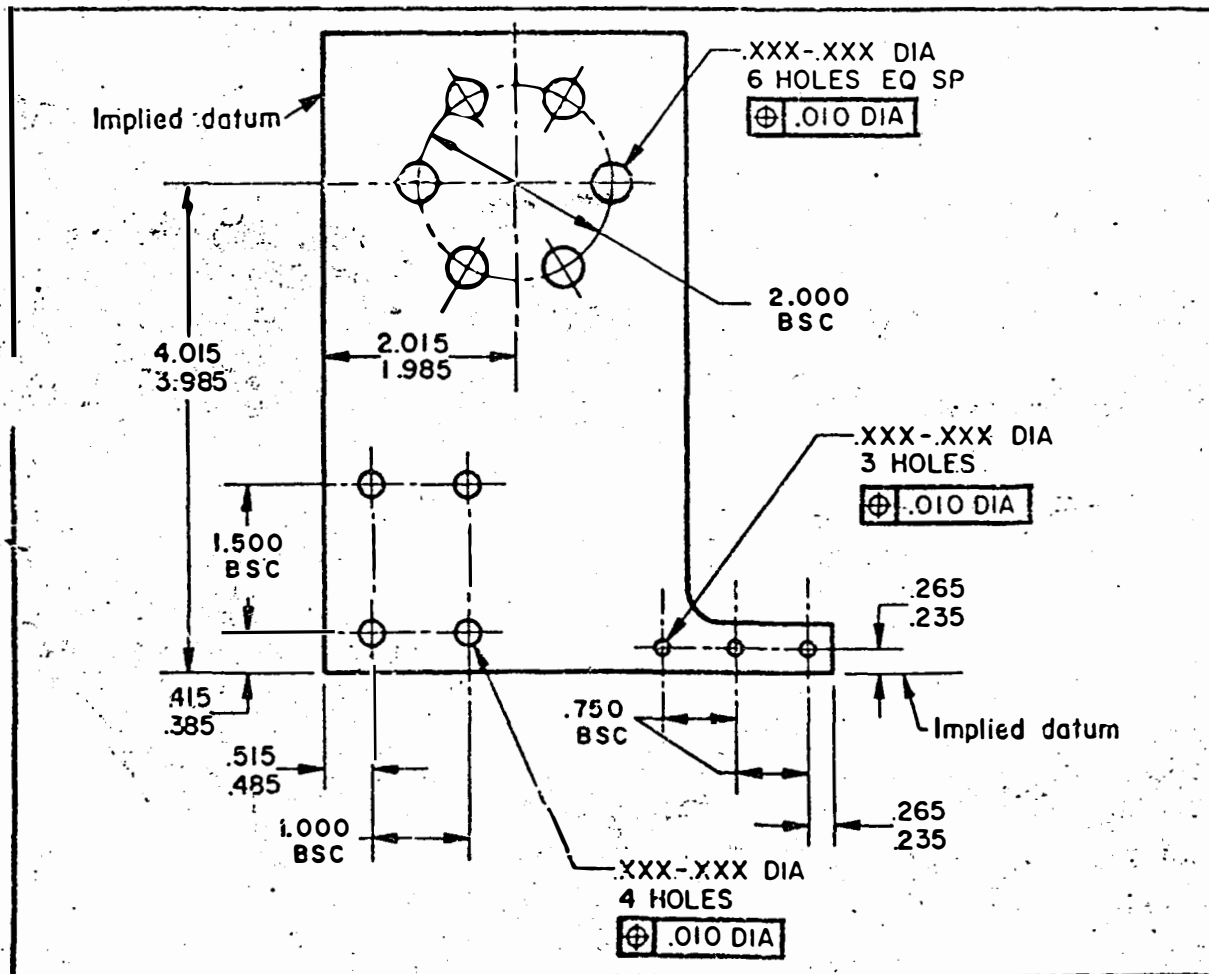 .XXX-.XXX DIA
6 HOLES EQ SP
⌖ .010 DIA
Implied datum
2.000
BSC
4.015
3.985
2.015
1.985
.XXX-.XXX DIA
3 HOLES
⌖ .010 DIA
1.500
BSC
.265
.235
.415
.385
.750
BSC
Implied datum
.515
.485
.265
.235
1.000
BSC
.XXX-.XXX DIA
4 HOLES
⌖ .010 DIA